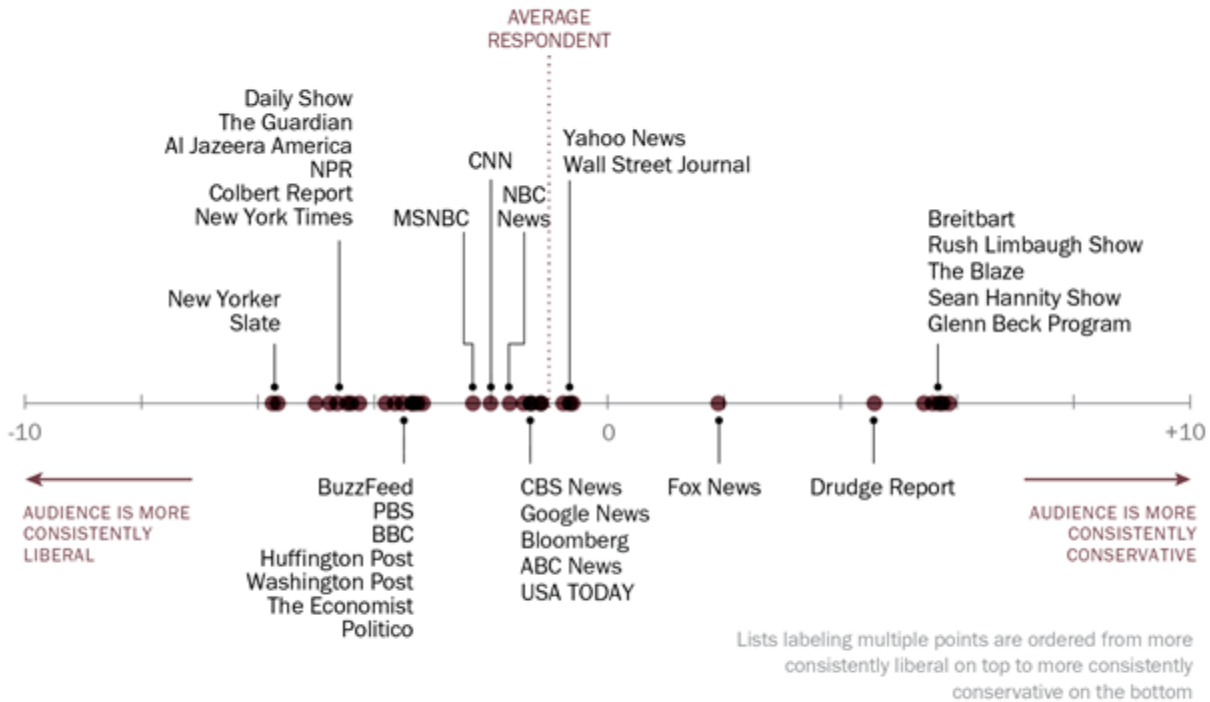 AVERAGE
RESPONDENT
Daily Show
The Guardian
Al Jazeera America
NPR
Colbert Report
New York Times
New Yorker
Slate
MSNBC
CNN
NBC
News
Yahoo News
Wall Street Journal
Breitbart
Rush Limbaugh Show
The Blaze
Sean Hannity Show
Glenn Beck Program
-10
0
+10
AUDIENCE IS MORE
CONSISTENTLY
LIBERAL
BuzzFeed
PBS
BBC
Huffington Post
Washington Post
The Economist
Politico
CBS News
Google News
Bloomberg
ABC News
USA TODAY
Fox News
Drudge Report
AUDIENCE IS MORE
CONSISTENTLY
CONSERVATIVE
Lists labeling multiple points are ordered from more
consistently liberal on top to more consistently
conservative on the bottom